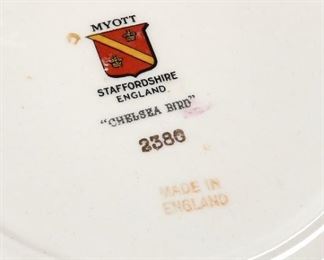 MYOTT
STAFFORDSHIRE
ENGLAND
"CHELSEA BIRD"
2386
MADE IN
ENGLAND